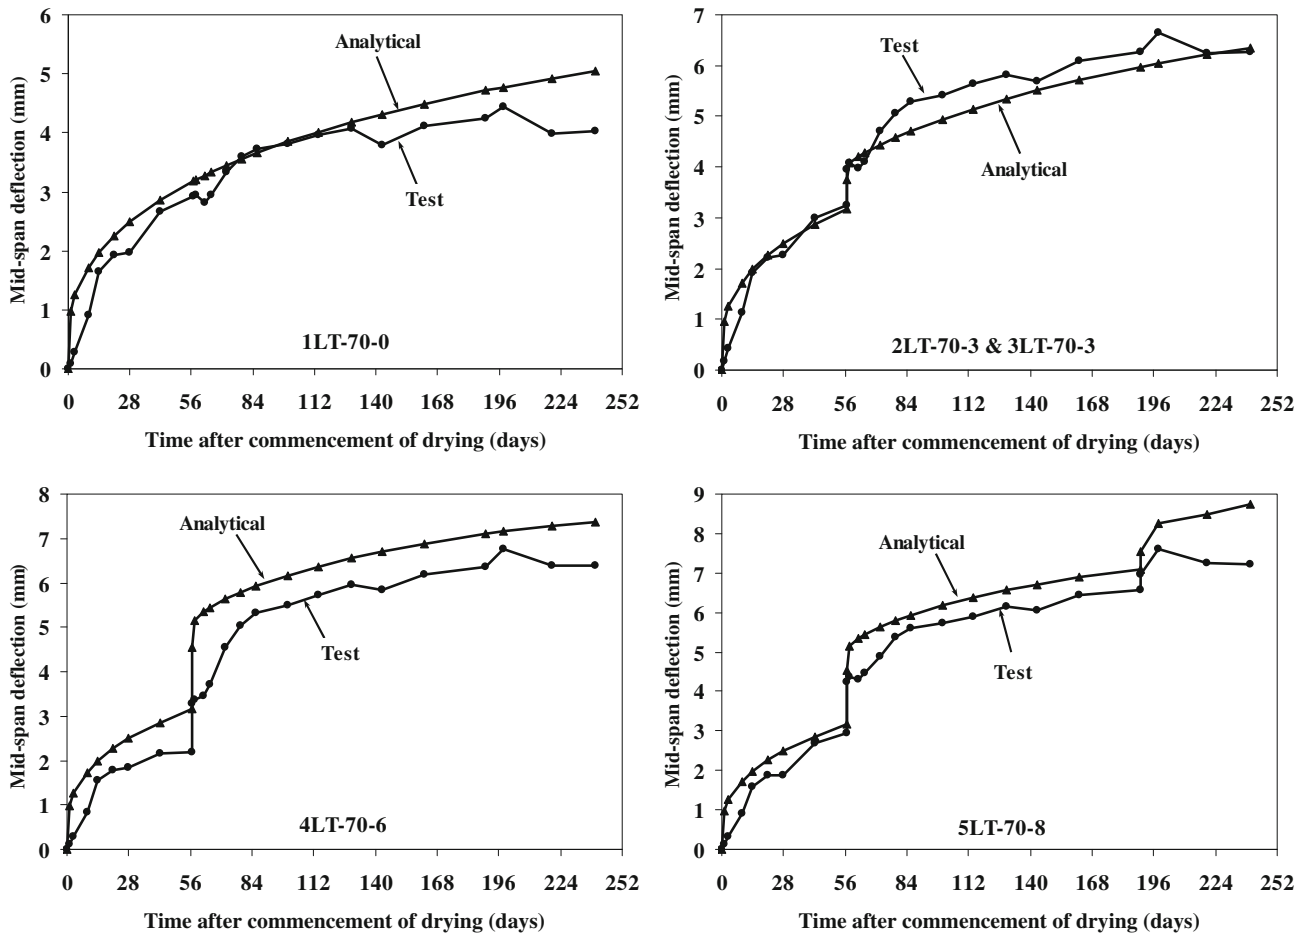 6
5
4
3
2
1
0
Mid-span deflection (mm)
Analytical
Test
1LT-70-0
0 28 56 84 112 140 168 196 224 252
Time after commencement of drying (days)
7
6
5
4
3
2
1
0
Mid-span deflection (mm)
Test
Analytical
2LT-70-3 & 3LT-70-3
0 28 56 84 112 140 168 196 224 252
Time after commencement of drying (days)
8
7
6
5
4
3
2
1
0
Mid-span deflection (mm)
Analytical
Test
4LT-70-6
0 28 56 84 112 140 168 196 224 252
Time after commencement of drying (days)
9
8
7
6
5
4
3
2
1
0
Mid-span deflection (mm)
Analytical
Test
5LT-70-8
0 28 56 84 112 140 168 196 224 252
Time after commencement of drying (days)